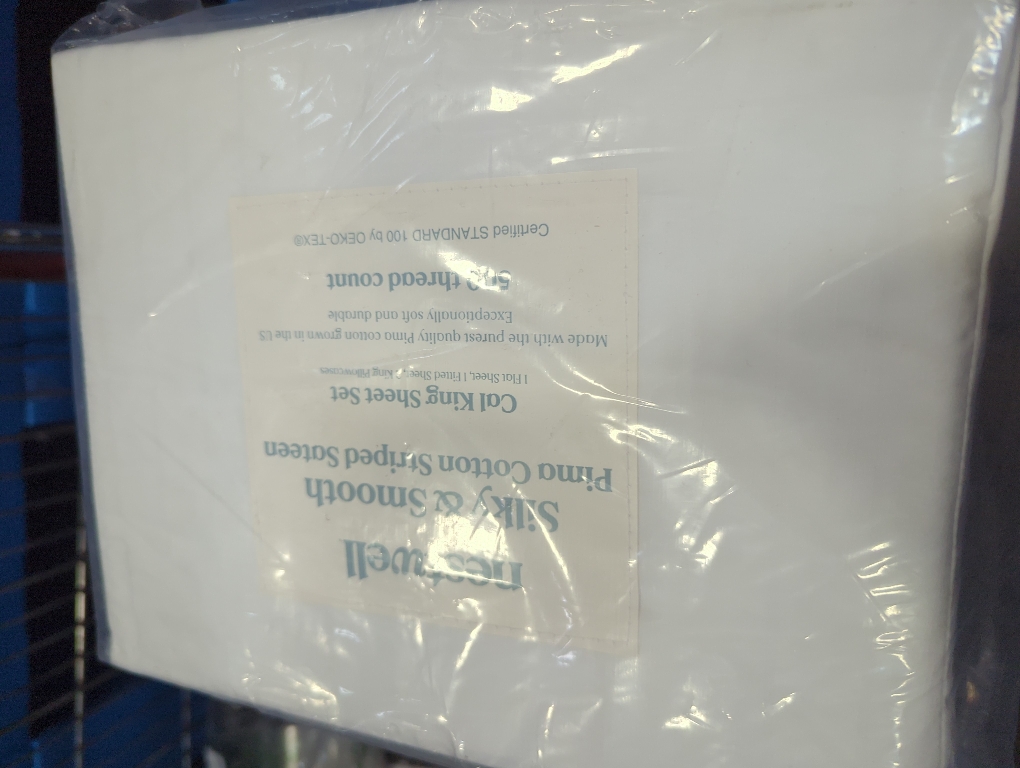 nestwell
Silky & Smooth
Pima Cotton Striped Sateen
Cal King Sheet Set
1 Flat Sheet, 1 Fitted Sheet, King Pillowcases
Made with the purest quality Pima cotton grown in the US
Exceptionally soft and durable
thread count
Certified STANDARD 100 by OEKO-TEX®